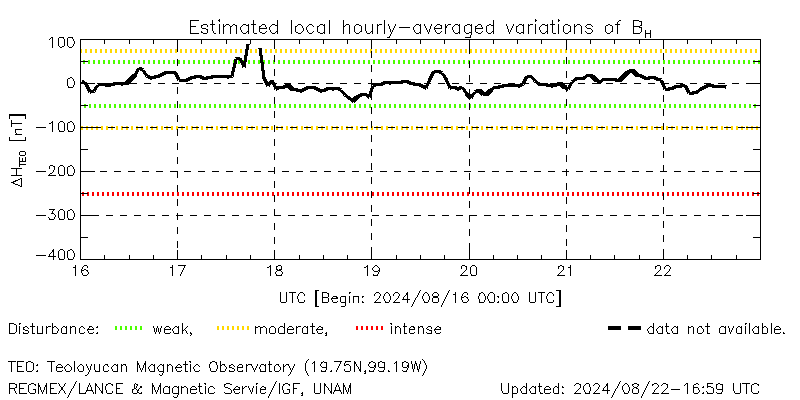 Estimated local hourly-averaged variations of B_H
100
0
-100
-200
-300
-400
ΔH_TEO [nT]
16 17 18 19 20 21 22
UTC [Begin: 2024/08/16 00:00 UTC]
Disturbance: weak, moderate, intense data not available.
TEO: Teoloyucan Magnetic Observatory (19.75N,99.19W)
REGMEX/LANCE & Magnetic Servie/IGF, UNAM Updated: 2024/08/22-16:59 UTC